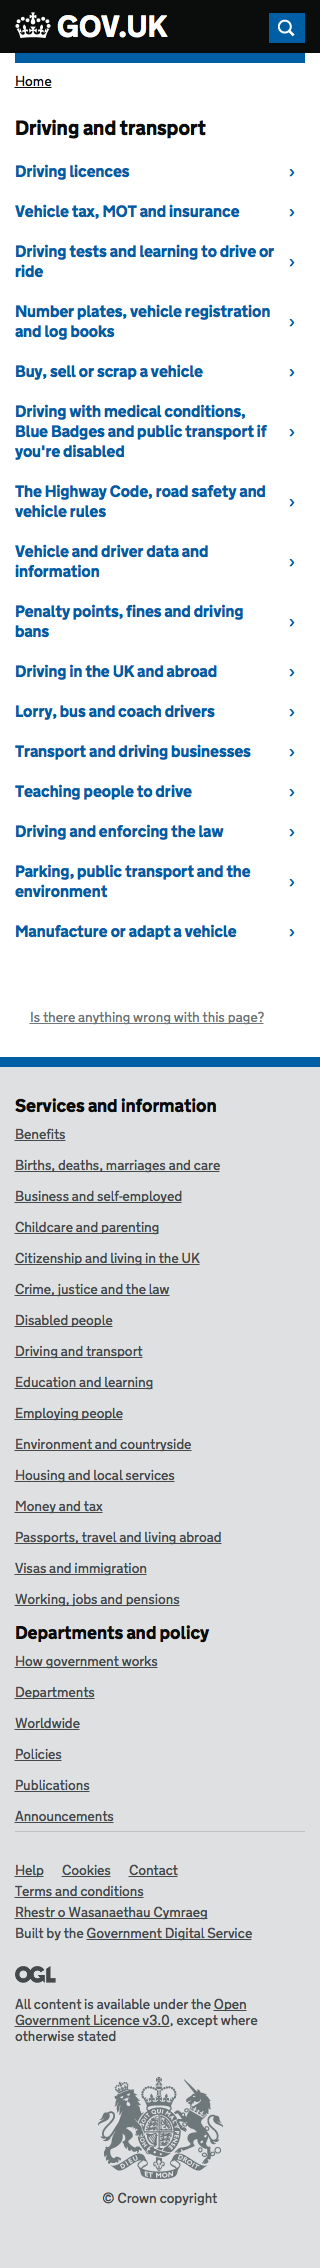 GOV.UK
Home
Driving and transport
Driving licences
Vehicle tax, MOT and insurance
Driving tests and learning to drive or
ride
Number plates, vehicle registration
and log books
Buy, sell or scrap a vehicle
Driving with medical conditions,
Blue Badges and public transport if
you're disabled
The Highway Code, road safety and
vehicle rules
Vehicle and driver data and
information
Penalty points, fines and driving
bans
Driving in the UK and abroad
Lorry, bus and coach drivers
Transport and driving businesses
Teaching people to drive
Driving and enforcing the law
Parking, public transport and the
environment
Manufacture or adapt a vehicle
Is there anything wrong with this page?
Services and information
Benefits
Births, deaths, marriages and care
Business and self-employed
Childcare and parenting
Citizenship and living in the UK
Crime, justice and the law
Disabled people
Driving and transport
Education and learning
Employing people
Environment and countryside
Housing and local services
Money and tax
Passports, travel and living abroad
Visas and immigration
Working, jobs and pensions
Departments and policy
How government works
Departments
Worldwide
Policies
Publications
Announcements
Help Cookies Contact
Terms and conditions
Rhestr o Wasanaethau Cymraeg
Built by the Government Digital Service
OGL
All content is available under the Open
Government Licence v3.0, except where
otherwise stated
DIEU ET MON DROIT
© Crown copyright